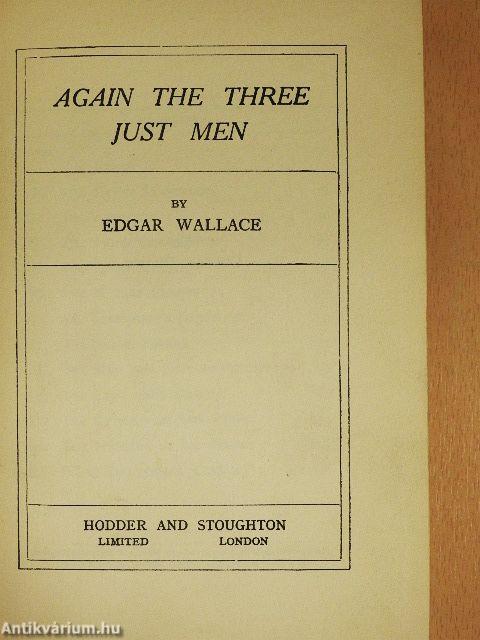 AGAIN THE THREE
JUST MEN
BY
EDGAR WALLACE
HODDER AND STOUGHTON
LIMITED LONDON
Antikvárium.hu